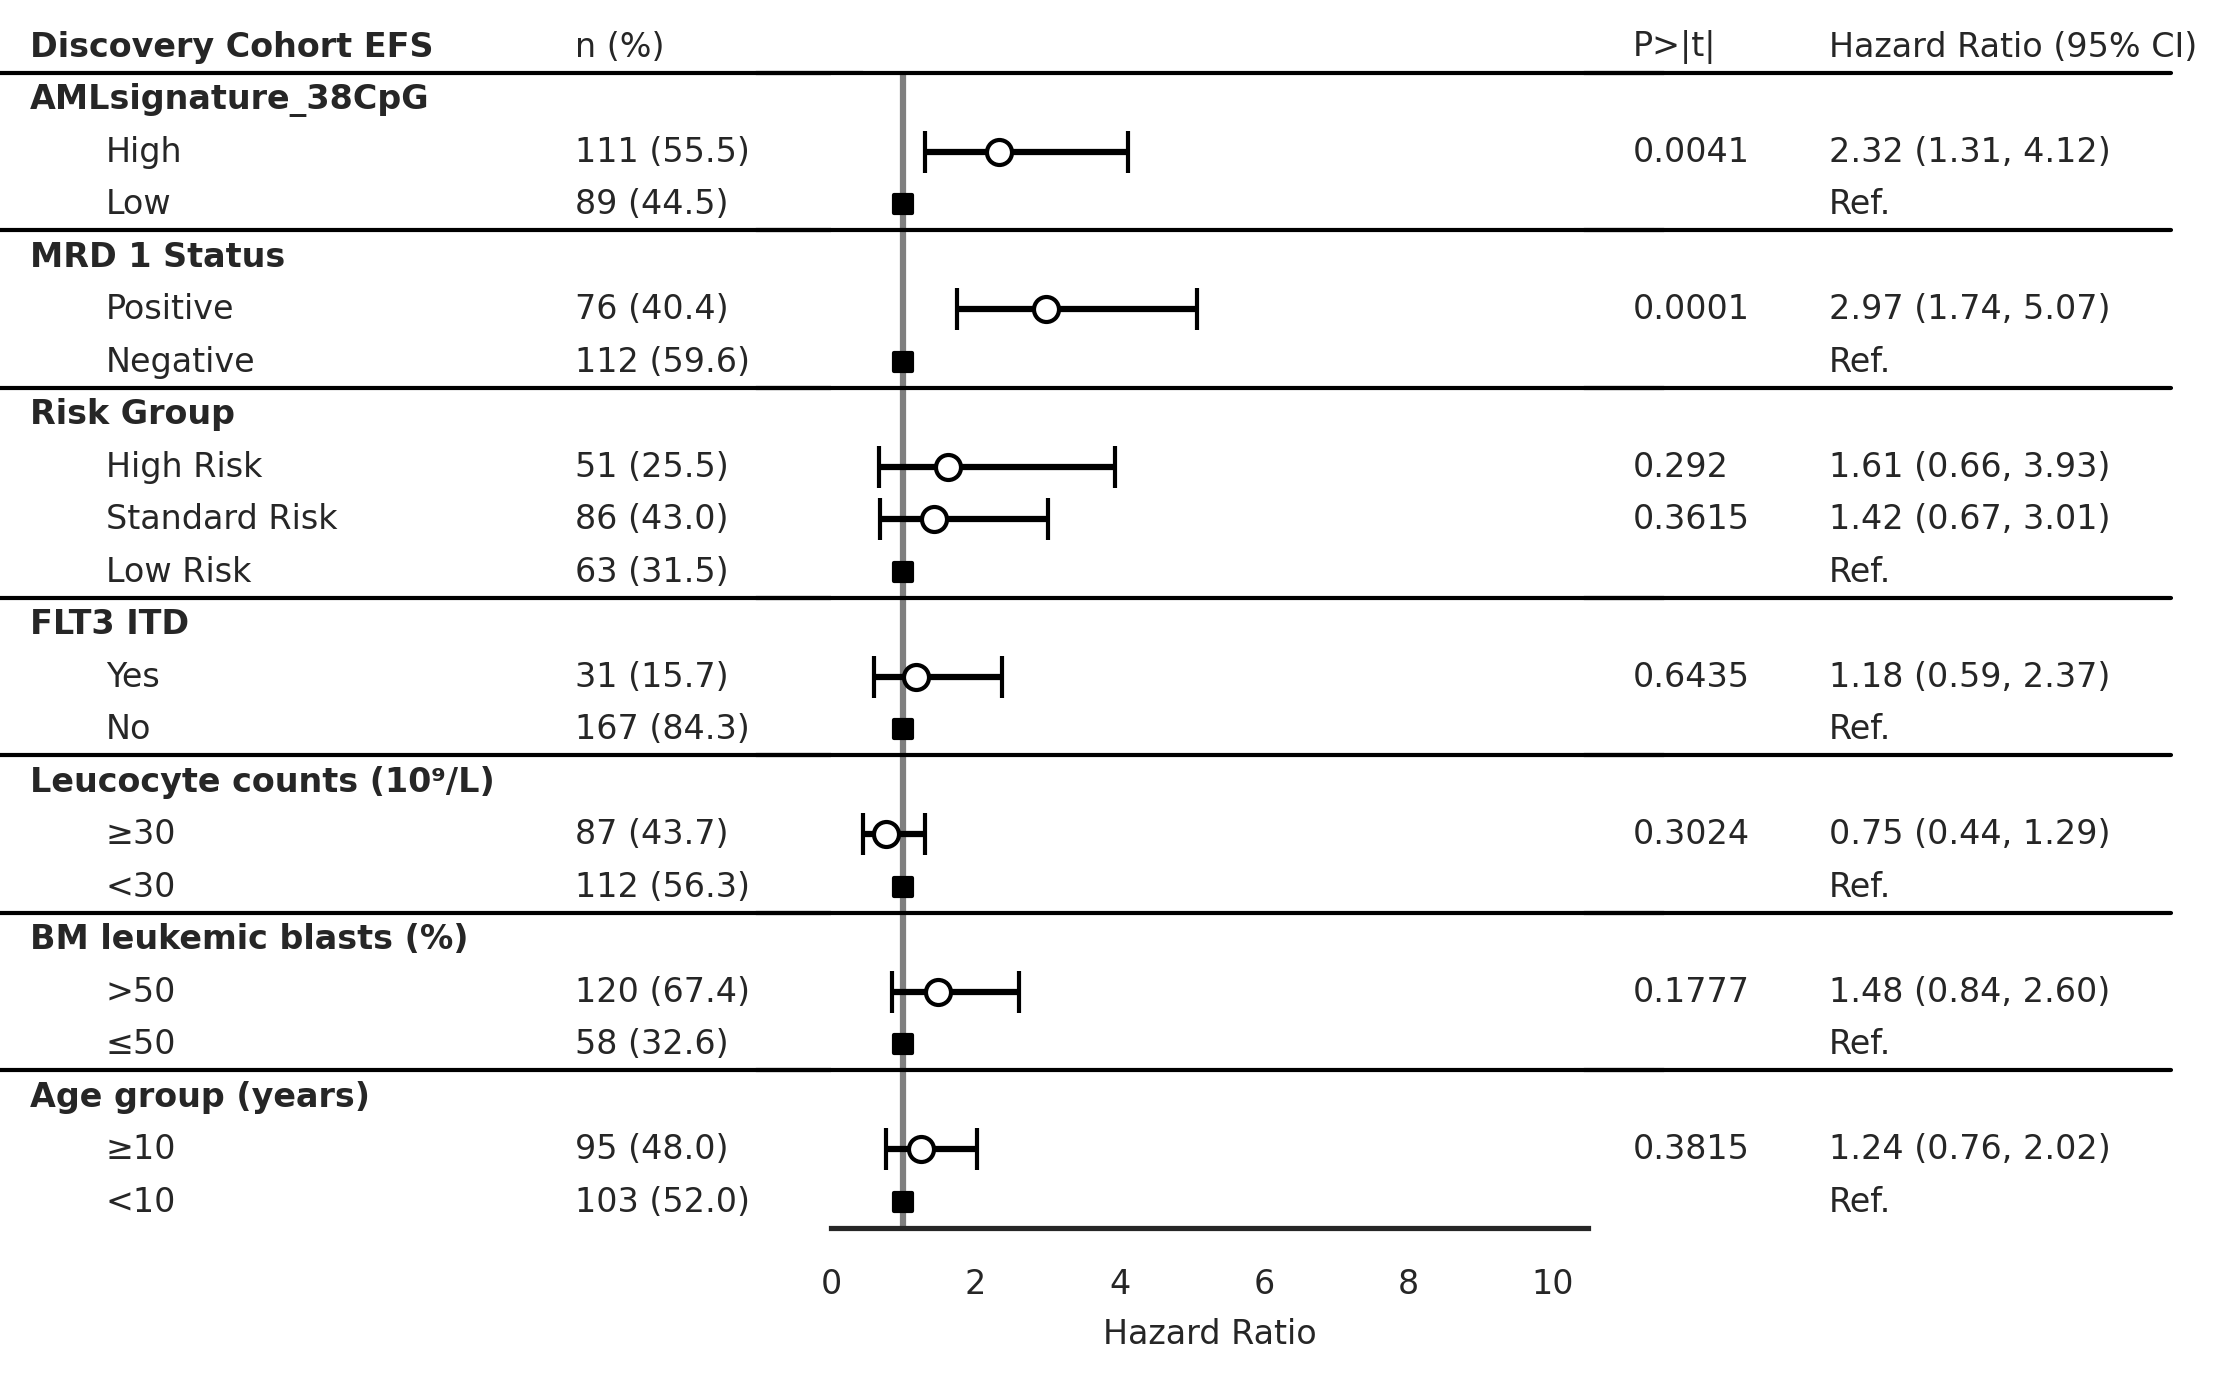 Discovery Cohort EFS n (%) P>|t| Hazard Ratio (95% CI)
AMLsignature_38CpG
High 111 (55.5) 0.0041 2.32 (1.31, 4.12)
Low 89 (44.5) Ref.
MRD 1 Status
Positive 76 (40.4) 0.0001 2.97 (1.74, 5.07)
Negative 112 (59.6) Ref.
Risk Group
High Risk 51 (25.5) 0.292 1.61 (0.66, 3.93)
Standard Risk 86 (43.0) 0.3615 1.42 (0.67, 3.01)
Low Risk 63 (31.5) Ref.
FLT3 ITD
Yes 31 (15.7) 0.6435 1.18 (0.59, 2.37)
No 167 (84.3) Ref.
Leucocyte counts (10⁹/L)
≥30 87 (43.7) 0.3024 0.75 (0.44, 1.29)
<30 112 (56.3) Ref.
BM leukemic blasts (%)
>50 120 (67.4) 0.1777 1.48 (0.84, 2.60)
≤50 58 (32.6) Ref.
Age group (years)
≥10 95 (48.0) 0.3815 1.24 (0.76, 2.02)
<10 103 (52.0) Ref.
0 2 4 6 8 10
Hazard Ratio